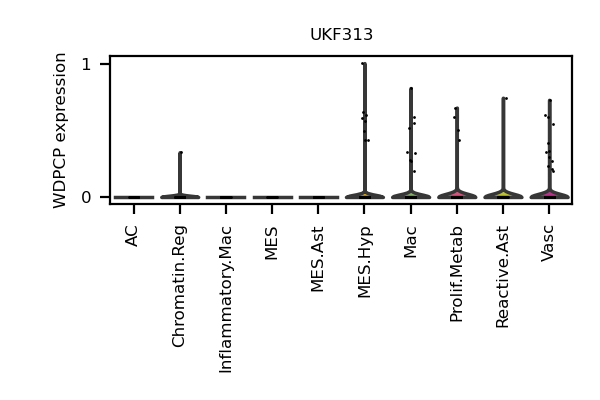 UKF313
WDPCP expression
1
0
AC
Chromatin.Reg
Inflammatory.Mac
MES
MES.Ast
MES.Hyp
Mac
Prolif.Metab
Reactive.Ast
Vasc